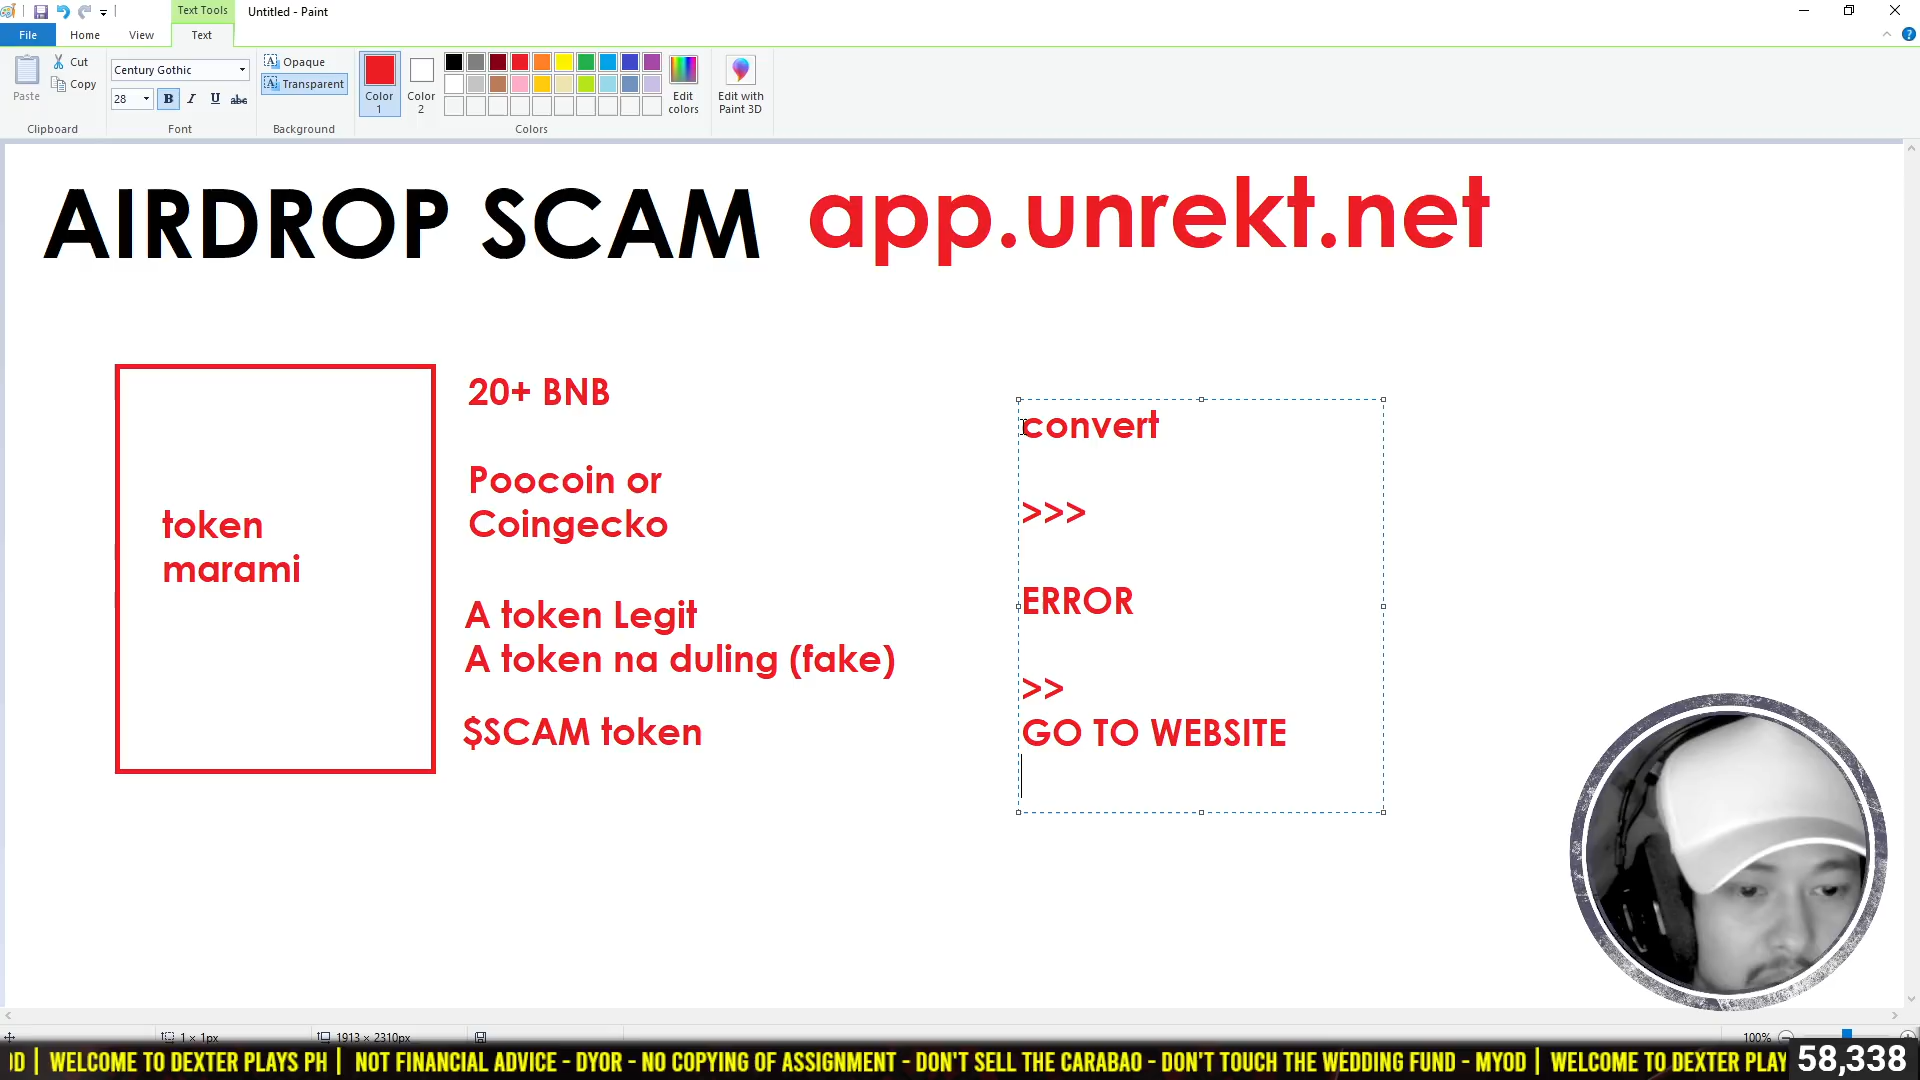 Text Tools
Untitled - Paint
File
Home
View
Text
Paste
Cut
Copy
Clipboard
Century Gothic
28
B
I
U
abc
Font
Opaque
Transparent
Background
Color 1
Color 2
Edit colors
Colors
Edit with Paint 3D
AIRDROP SCAM
app.unrekt.net
token
marami
20+ BNB
Poocoin or
Coingecko
A token Legit
A token na duling (fake)
$SCAM token
convert
>>>
ERROR
>>
GO TO WEBSITE
1 × 1px
1913 × 2310px
100%
WELCOME TO DEXTER PLAYS PH | NOT FINANCIAL ADVICE - DYOR - NO COPYING OF ASSIGNMENT - DON'T SELL THE CARABAO - DON'T TOUCH THE WEDDING FUND - MYOD | WELCOME TO DEXTER PLAY
58,338